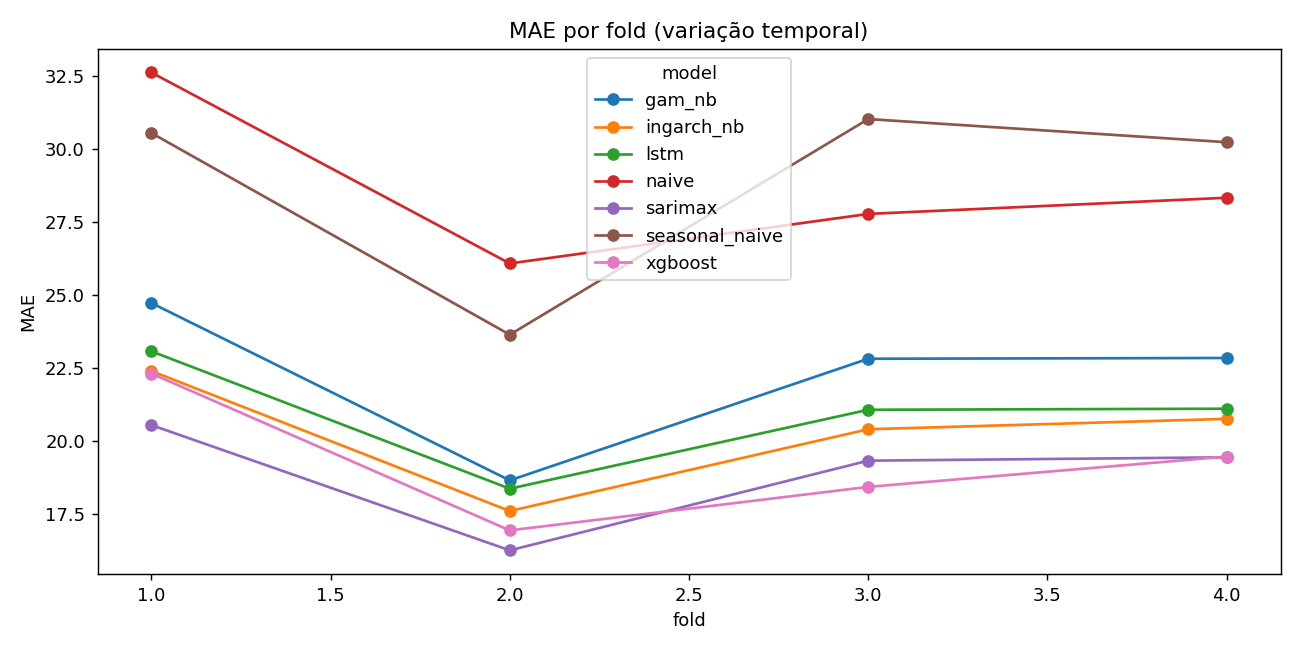 MAE por fold (variação temporal)
model
gam_nb
ingarch_nb
lstm
naive
sarimax
seasonal_naive
xgboost
MAE
32.5
30.0
27.5
25.0
22.5
20.0
17.5
1.0 1.5 2.0 2.5 3.0 3.5 4.0
fold